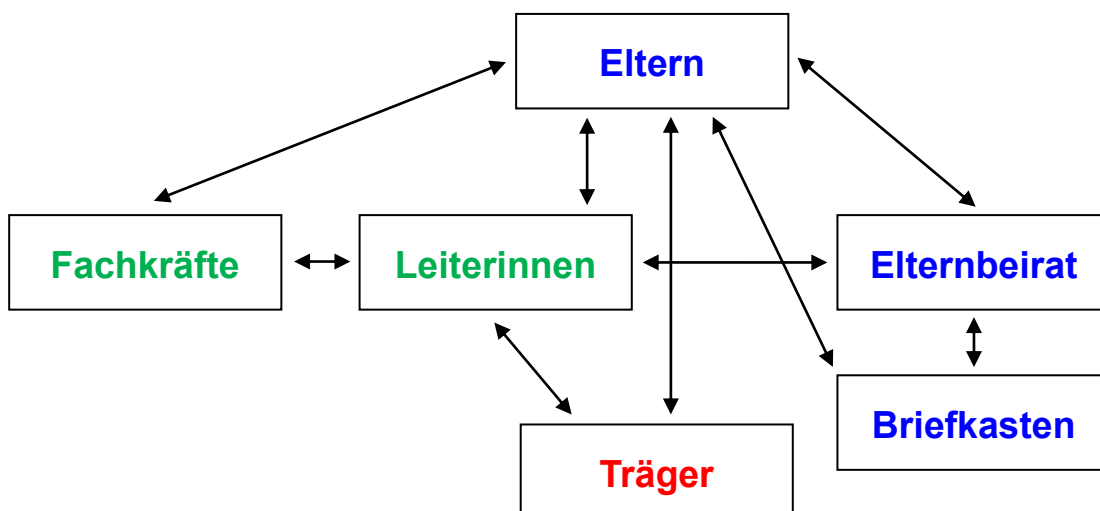 Eltern
Fachkräfte
Leiterinnen
Elternbeirat
Briefkasten
Träger